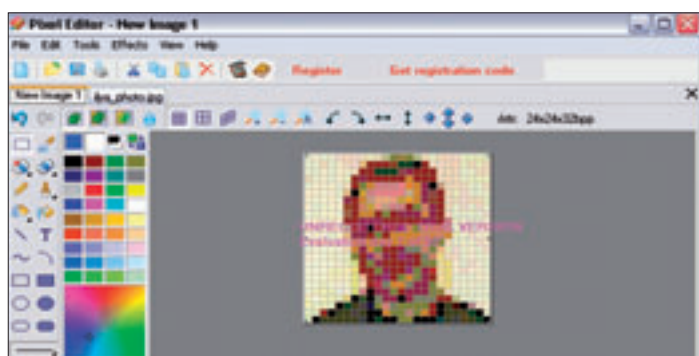 Pixel Editor - New Image 1
File Edit Tools Effects View Help
Register Get registration code
New Image 1
24x24x32bpp